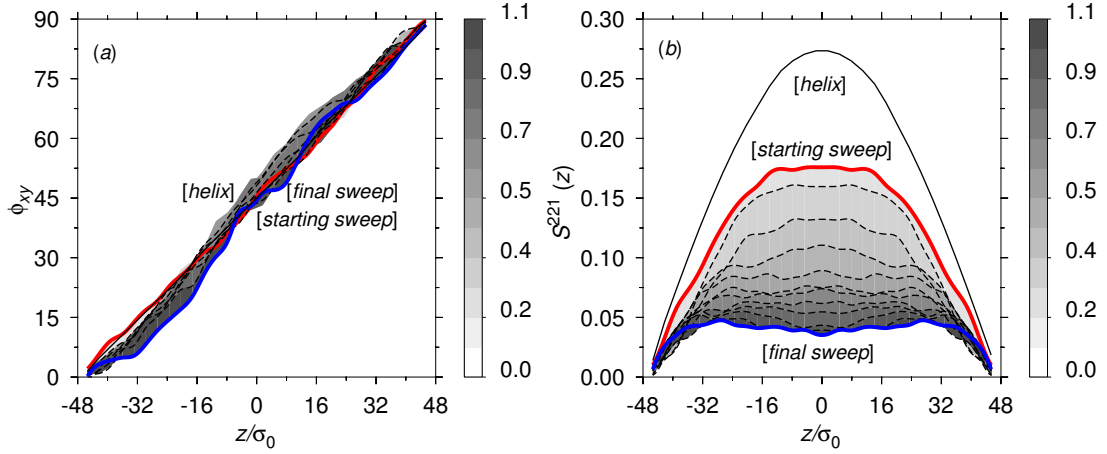 (a)
90
75
60
45
30
15
0
ϕxy
[helix]
[final sweep]
[starting sweep]
-48 -32 -16 0 16 32 48
z/σ0
1.1
0.9
0.7
0.5
0.4
0.2
0.0
(b)
0.30
0.25
0.20
0.15
0.10
0.05
0.00
S221(z)
[helix]
[starting sweep]
[final sweep]
-48 -32 -16 0 16 32 48
z/σ0
1.1
0.9
0.7
0.5
0.4
0.2
0.0